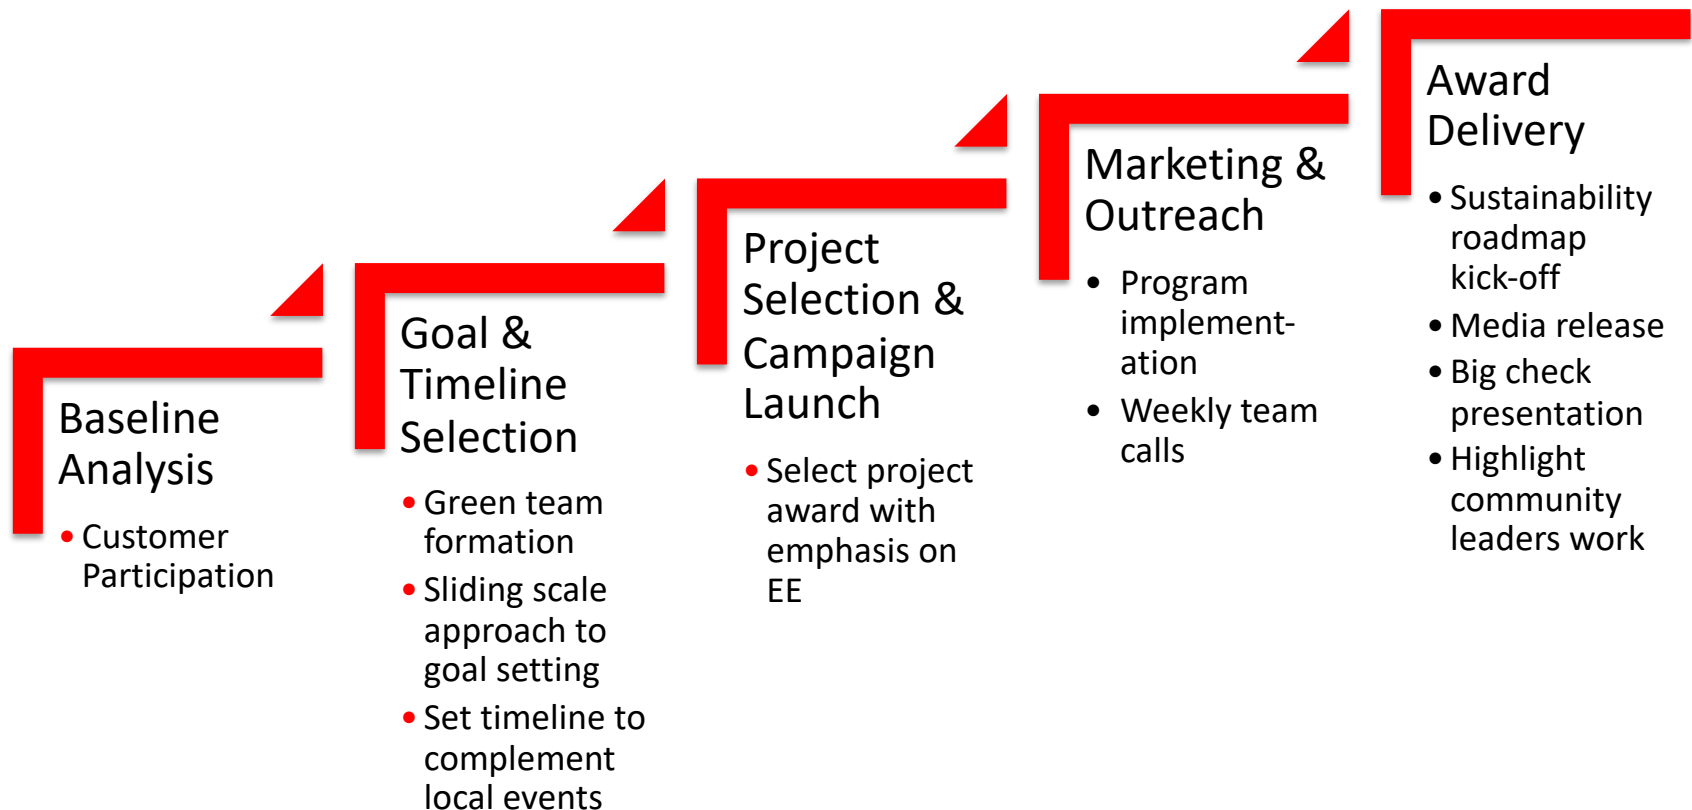 Baseline
Analysis
• Customer
Participation
Goal &
Timeline
Selection
• Green team
formation
• Sliding scale
approach to
goal setting
• Set timeline to
complement
local events
Project
Selection &
Campaign
Launch
• Select project
award with
emphasis on
EE
Marketing &
Outreach
• Program
implement-
ation
• Weekly team
calls
Award
Delivery
• Sustainability
roadmap
kick-off
• Media release
• Big check
presentation
• Highlight
community
leaders work